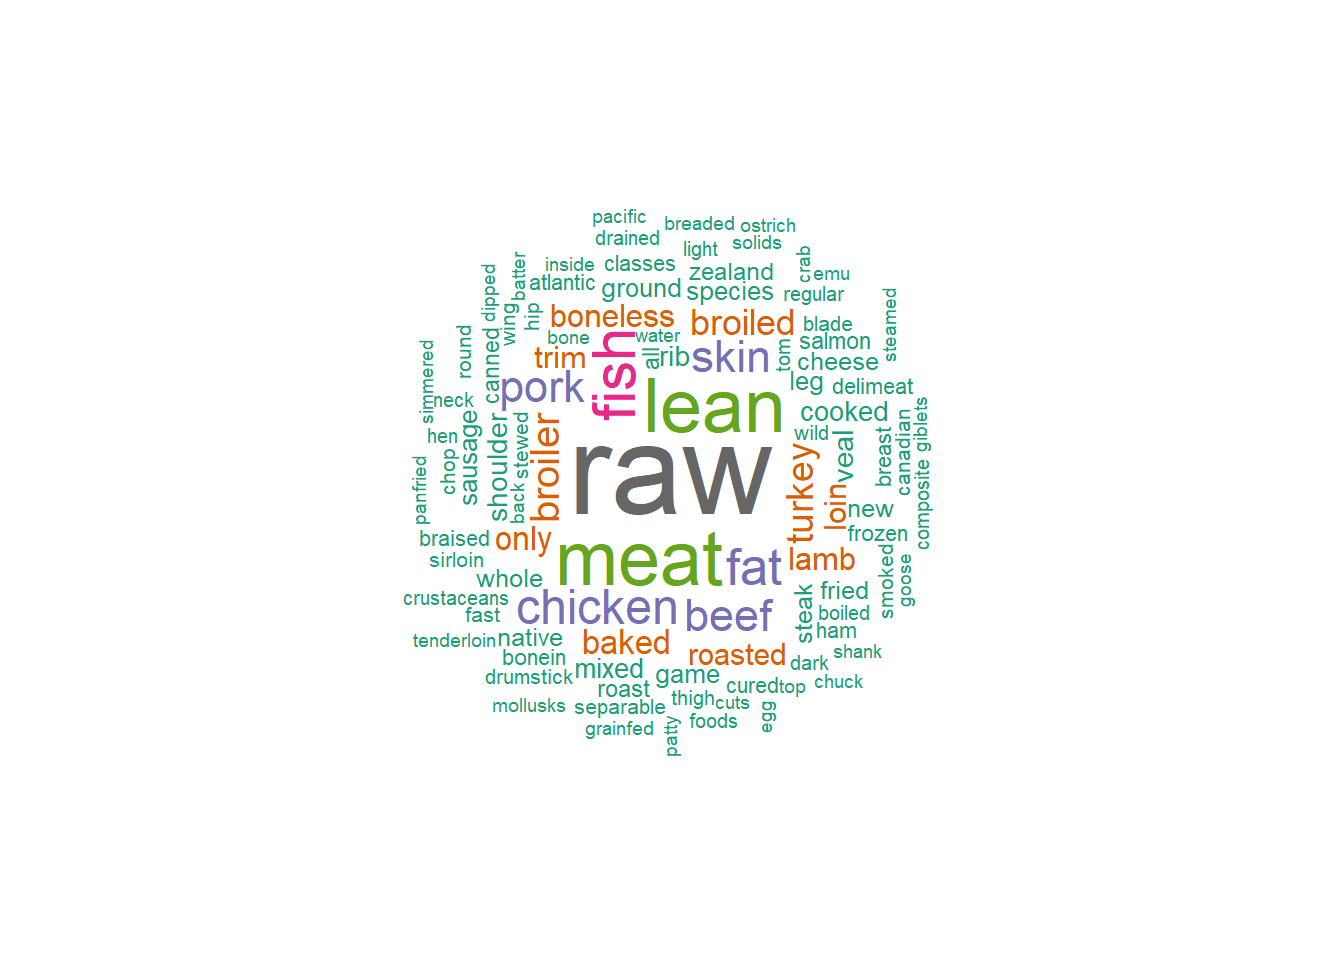 pacific
breaded
ostrich
drained
light
solids
crab
inside
classes
zealand
emu
batter
atlantic
ground
species
regular
dipped
wing
hip
boneless
broiled
blade
steamed
bone
water
salmon
round
canned
trim
fish
all
rib
skin
tom
cheese
simmered
neck
pork
lean
leg
delimeat
cooked
hen
sausage
shoulder
stewed
broiler
raw
wild
veal
breast
canadian
giblets
panfried
chop
back
turkey
loin
new
composite
braised
only
frozen
sirloin
meat
fat
lamb
smoked
goose
whole
crustaceans
fast
chicken
beef
steak
fried
boiled
ham
tenderloin
native
baked
roasted
dark
shank
bonein
mixed
game
drumstick
roast
cured
top
chuck
mollusks
separable
thigh
cuts
egg
grainfed
patty
foods